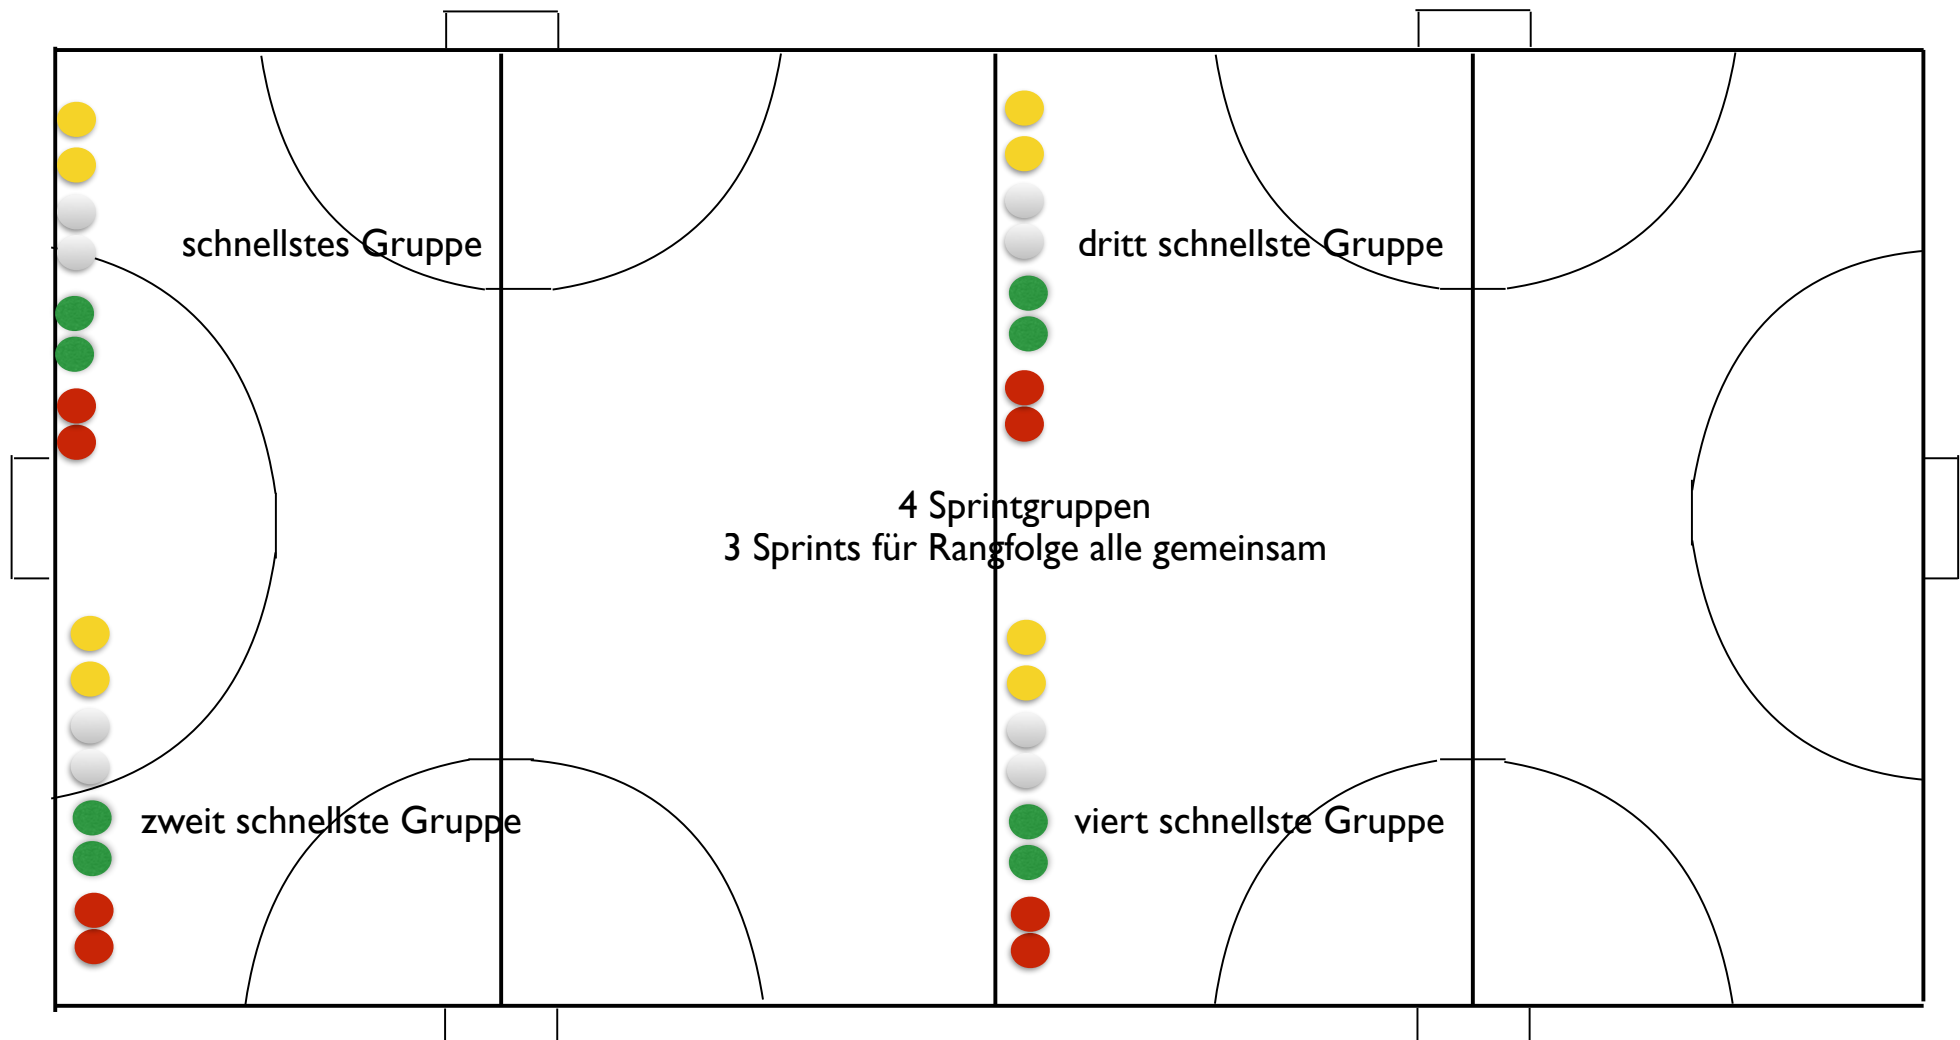 schnellstes Gruppe
dritt schnellste Gruppe
4 Sprintgruppen
3 Sprints für Rangfolge alle gemeinsam
zweit schnellste Gruppe
viert schnellste Gruppe